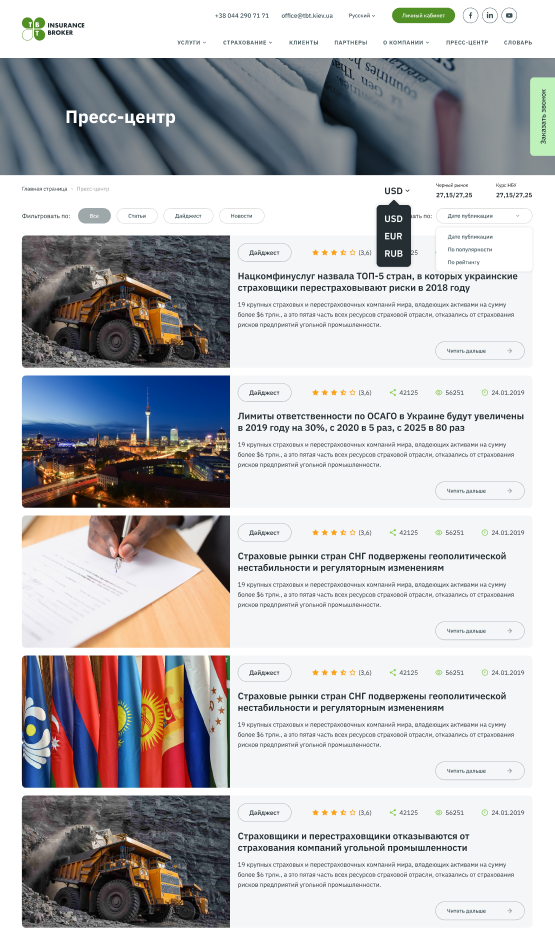 +38 044 290 71 71 office@tbt.kiev.ua Русский Личный кабинет
TBT INSURANCE
BROKER
УСЛУГИ СТРАХОВАНИЕ КЛИЕНТЫ ПАРТНЕРЫ О КОМПАНИИ ПРЕСС-ЦЕНТР СЛОВАРЬ
Пресс-центр
Заказать звонок
Главная страница Пресс-центр
USD
USD
EUR
RUB
Черный рынок
27,15/27,25
Курс НБУ
27,15/27,25
Фильтровать по: Все Статьи Дайджест Новости
по: Дате публикации
Дате публикации
По популярности
По рейтингу
Дайджест (3,6)
Нацкомфинуслуг назвала ТОП-5 стран, в которых украинские
страховщики перестраховывают риски в 2018 году
19 крупных страховых и перестраховочных компаний мира, владеющих активами на сумму
более $6 трлн., а это пятая часть всех ресурсов страховой отрасли, отказались от страхования
рисков предприятий угольной промышленности.
Читать дальше
Дайджест (3,6) 42125 56251 24.01.2019
Лимиты ответственности по ОСАГО в Украине будут увеличены
в 2019 году на 30%, с 2020 в 5 раз, с 2025 в 80 раз
19 крупных страховых и перестраховочных компаний мира, владеющих активами на сумму
более $6 трлн., а это пятая часть всех ресурсов страховой отрасли, отказались от страхования
рисков предприятий угольной промышленности.
Читать дальше
Дайджест (3,6) 42125 56251 24.01.2019
Страховые рынки стран СНГ подвержены геополитической
нестабильности и регуляторным изменениям
19 крупных страховых и перестраховочных компаний мира, владеющих активами на сумму
более $6 трлн., а это пятая часть всех ресурсов страховой отрасли, отказались от страхования
рисков предприятий угольной промышленности.
Читать дальше
Дайджест (3,6) 42125 56251 24.01.2019
Страховые рынки стран СНГ подвержены геополитической
нестабильности и регуляторным изменениям
19 крупных страховых и перестраховочных компаний мира, владеющих активами на сумму
более $6 трлн., а это пятая часть всех ресурсов страховой отрасли, отказались от страхования
рисков предприятий угольной промышленности.
Читать дальше
Дайджест (3,6) 42125 56251 24.01.2019
Страховщики и перестраховщики отказываются от
страхования компаний угольной промышленности
19 крупных страховых и перестраховочных компаний мира, владеющих активами на сумму
более $6 трлн., а это пятая часть всех ресурсов страховой отрасли, отказались от страхования
рисков предприятий угольной промышленности.
Читать дальше